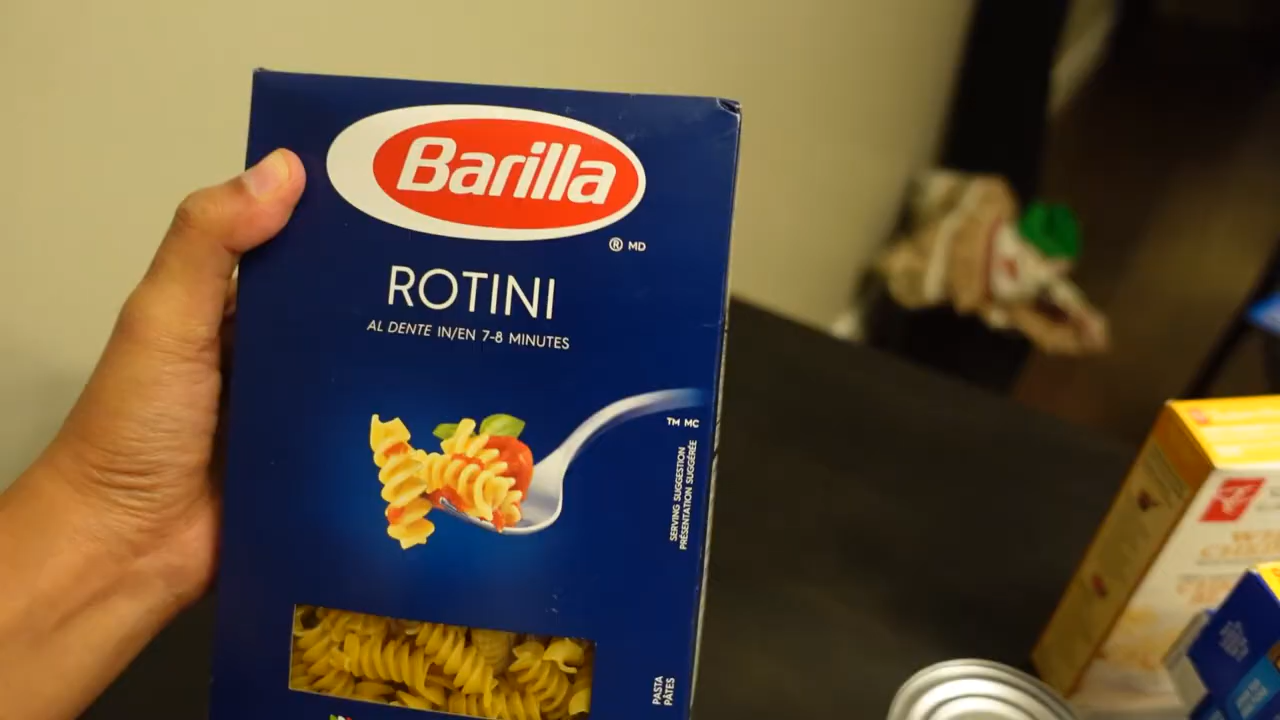 Barilla
® MD
ROTINI
AL DENTE IN/EN 7-8 MINUTES
TM MC
SERVING SUGGESTION
PRÉSENTATION SUGGÉRÉE
PASTA
PÂTES